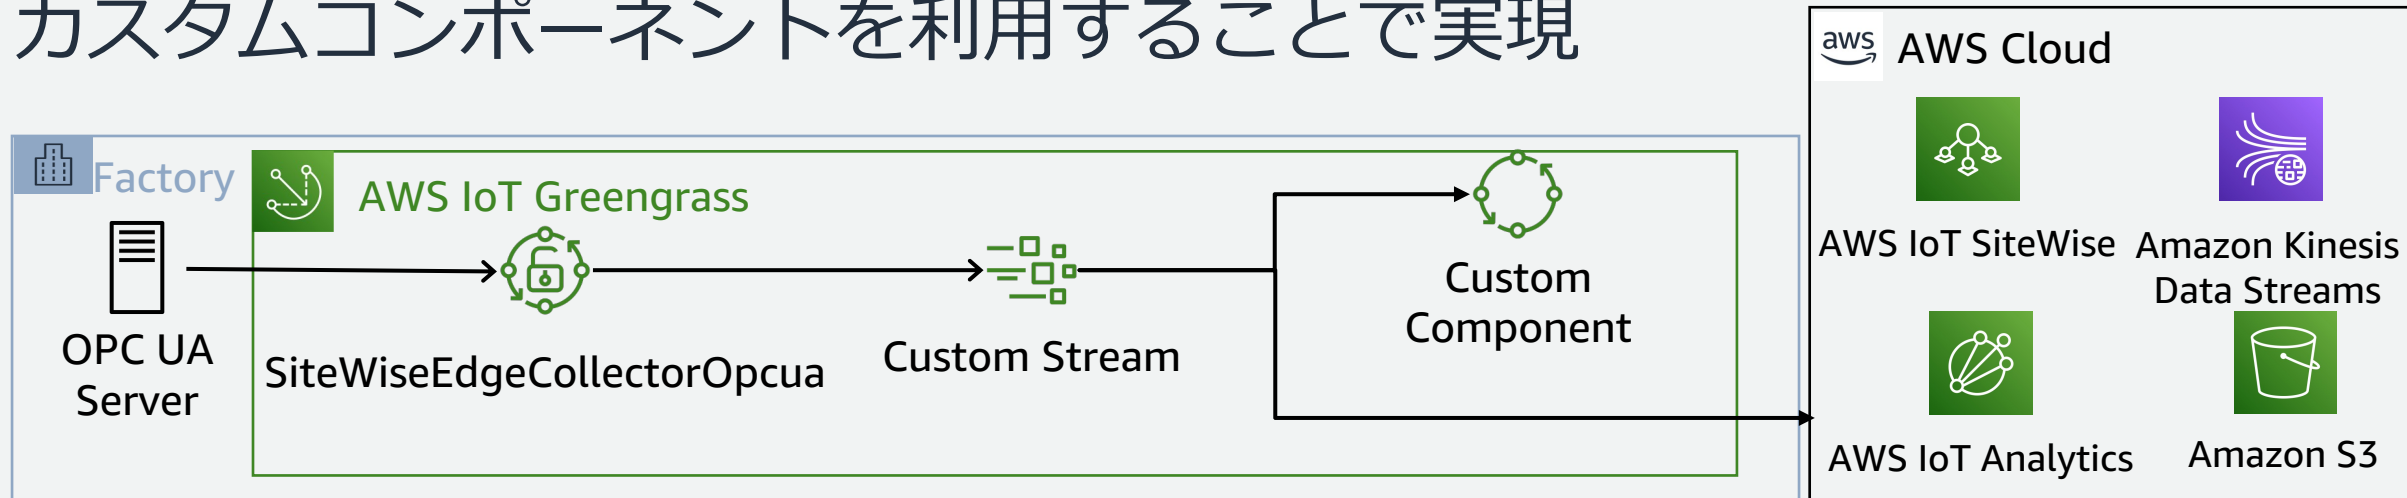 カスタムコンポーネントを利用することで実現
aws
AWS Cloud
Factory
AWS IoT Greengrass
OPC UA
Server
SiteWiseEdgeCollectorOpcua
Custom Stream
Custom
Component
AWS IoT SiteWise
Amazon Kinesis
Data Streams
AWS IoT Analytics
Amazon S3